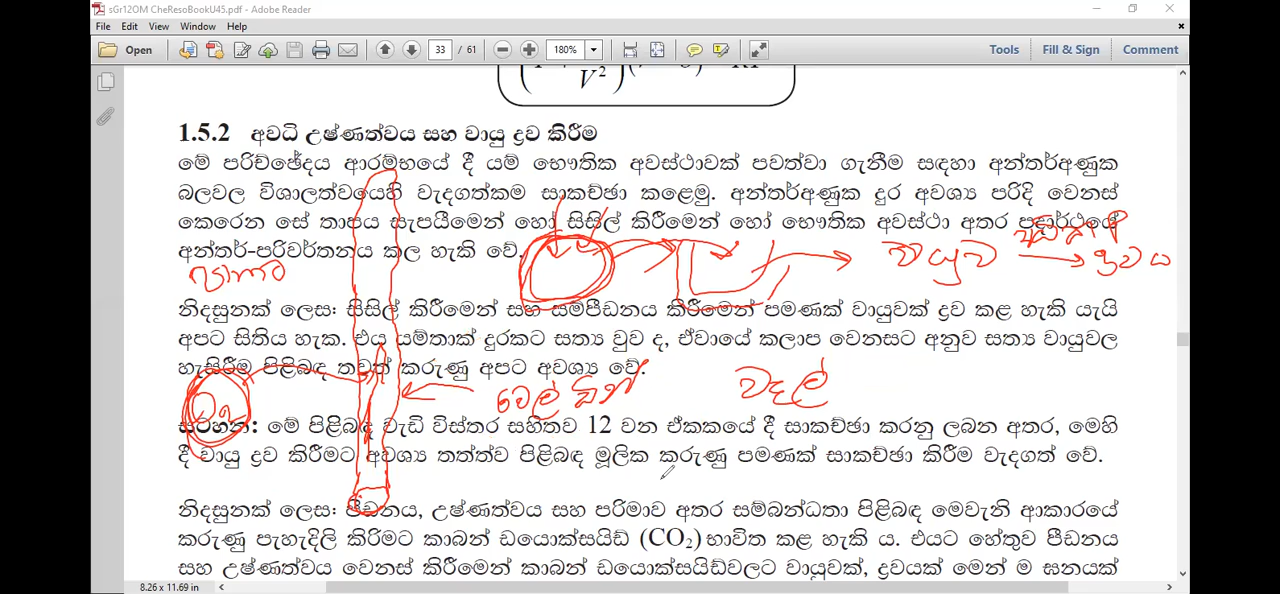 sGr12OM CheResoBookU45.pdf - Adobe Reader
File Edit View Window Help
Open 33 / 61 180% Tools Fill & Sign Comment
V²
1.5.2 අවධි උෂ්ණත්වය සහ වායු ද්‍රව කිරීම
මේ පරිච්ඡේදය ආරම්භයේ දී යම් භෞතික අවස්ථාවක් පවත්වා ගැනීම සඳහා අන්තර්අණුක
බලවල විශාලත්වයෙහි වැදගත්කම සාකච්ඡා කළෙමු. අන්තර්අණුක දුර අවශ්‍ය පරිදි වෙනස්
කෙරෙන සේ තාපය සැපයීමෙන් හෝ සිසිල් කිරීමෙන් හෝ භෞතික අවස්ථා අතර පදාර්ථයේ
අන්තර්-පරිවර්තනය කල හැකි වේ.
වායුව ද්‍රවය
නිදසුනක් ලෙස: සිසිල් කිරීමෙන් සහ සම්පීඩනය කිරීමෙන් පමණක් වායුවක් ද්‍රව කළ හැකි යැයි
අපට සිතිය හැක. එය යම්තාක් දුරකට සත්‍ය වුව ද, ඒවායේ කලාප වෙනසට අනුව සත්‍ය වායුවල
හැසිරීම පිළිබඳ තවත් කරුණු අපට අවශ්‍ය වේ.
වෙල්ඩින් වදල්
සටහන: මේ පිළිබඳ වැඩි විස්තර සහිතව 12 වන ඒකකයේ දී සාකච්ඡා කරනු ලබන අතර, මෙහි
දී වායු ද්‍රව කිරීමට අවශ්‍ය තත්ත්ව පිළිබඳ මූලික කරුණු පමණක් සාකච්ඡා කිරීම වැදගත් වේ.
නිදසුනක් ලෙස: පීඩනය, උෂ්ණත්වය සහ පරිමාව අතර සම්බන්ධතා පිළිබඳ මෙවැනි ආකාරයේ
කරුණු පැහැදිලි කිරීමට කාබන් ඩයොක්සයිඩ් (CO₂) භාවිත කළ හැකි ය. එයට හේතුව පීඩනය
සහ උෂ්ණත්වය වෙනස් කිරීමෙන් කාබන් ඩයොක්සයිඩ්වලට වායුවක්, ද්‍රවයක් මෙන් ම ඝනයක්
8.26 x 11.69 in